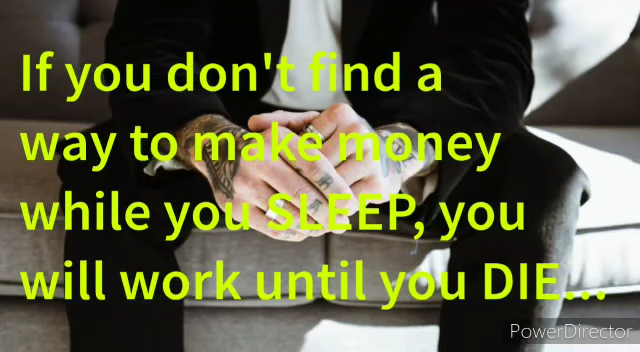 If you don't find a
way to make money
while you SLEEP, you
will work until you DIE...
PowerDirector